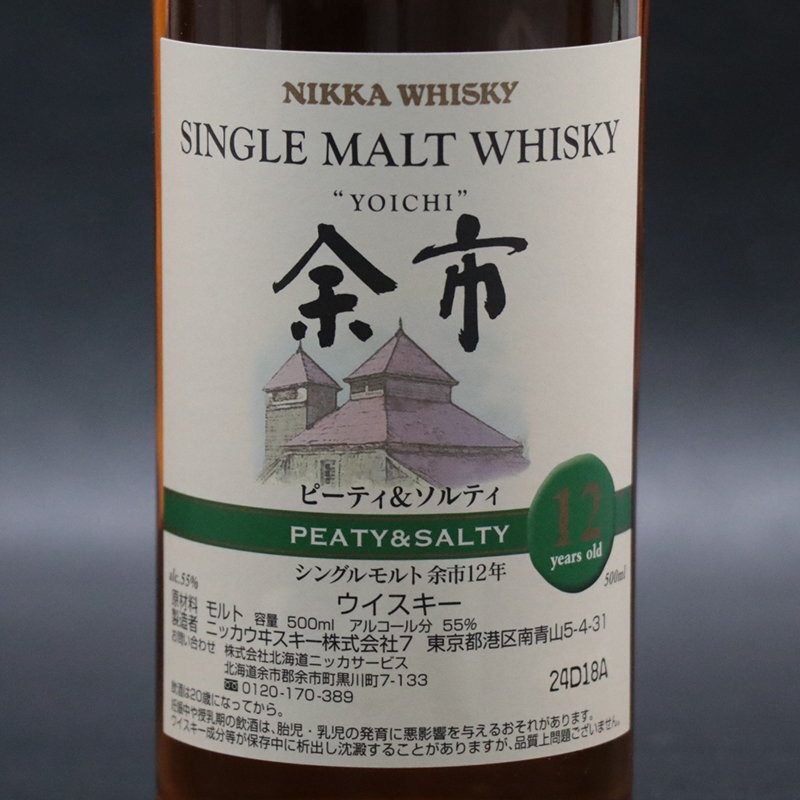 NIKKA WHISKY
SINGLE MALT WHISKY
"YOICHI"
余市
ピーティ&ソルティ
PEATY&SALTY
12
years old
シングルモルト 余市12年
alc.55%
500ml
ウイスキー
原材料 モルト 容量 500ml アルコール分 55%
製造者 ニッカウヰスキー株式会社7 東京都港区南青山5-4-31
お問い合わせ 株式会社北海道ニッカサービス
北海道余市郡余市町黒川町7-133
0120-170-389
24D18A
飲酒は20歳になってから。
妊娠中や授乳期の飲酒は、胎児・乳児の発育に悪影響を与えるおそれがあります。
ウイスキー成分等が保存中に析出し沈澱することがありますが、品質上問題ございません。